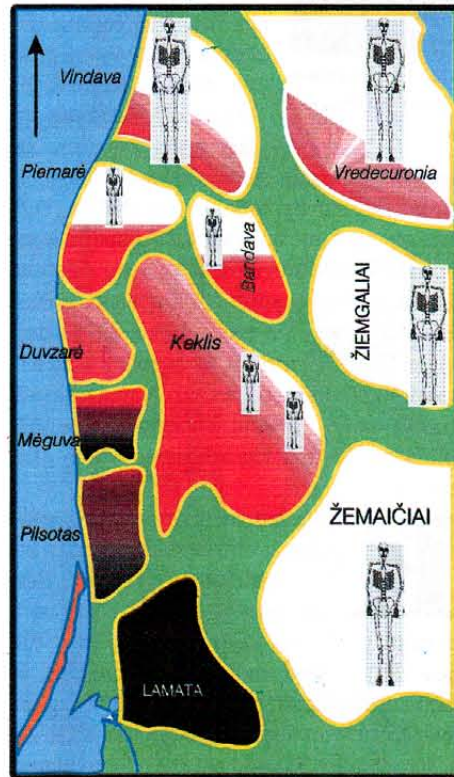 Vindava
Piemarė
Vredecuronia
Bandava
ŽIEMGALIAI
Keklis
Duvzarė
Mėguva
ŽEMAIČIAI
Pilsotas
LAMATA